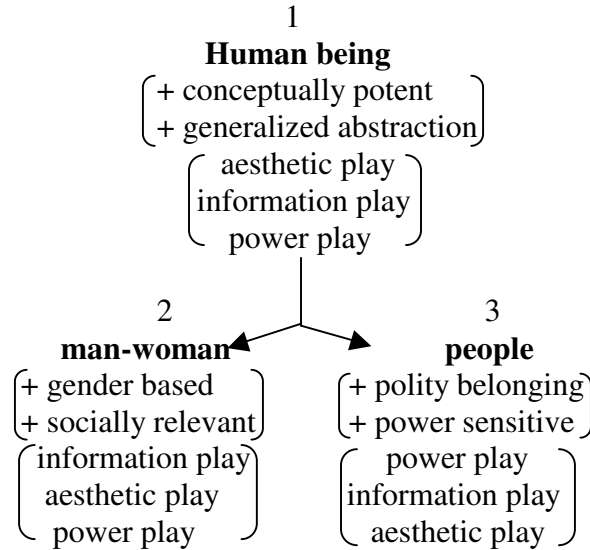 1
Human being
+ conceptually potent
+ generalized abstraction
aesthetic play
information play
power play
2
man-woman
+ gender based
+ socially relevant
information play
aesthetic play
power play
3
people
+ polity belonging
+ power sensitive
power play
information play
aesthetic play